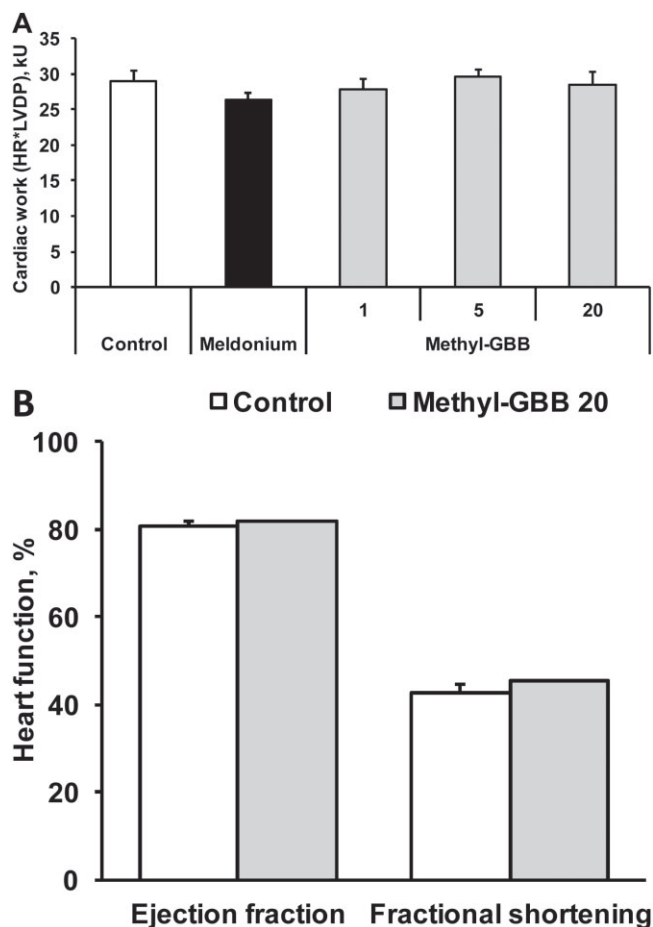 A
Cardiac work (HR*LVDP), kU
35
30
25
20
15
10
5
0
1 5 20
Control Meldonium Methyl-GBB
B
Control Methyl-GBB 20
Heart function, %
100
80
60
40
20
0
Ejection fraction Fractional shortening